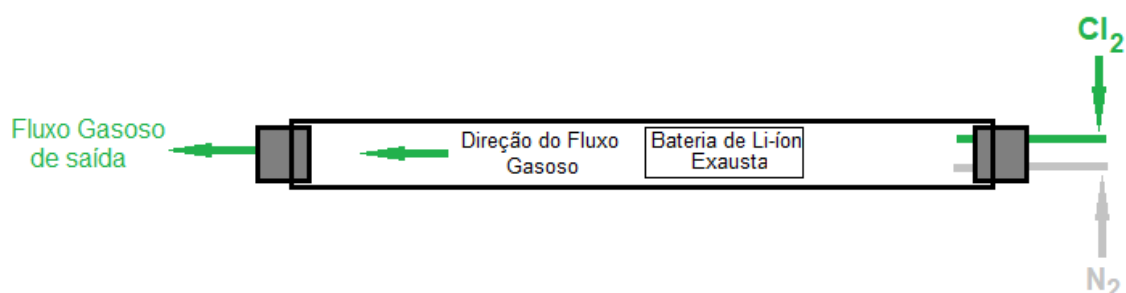 Cl₂
Fluxo Gasoso
de saída
Direção do Fluxo
Gasoso
Bateria de Li-íon
Exausta
N₂